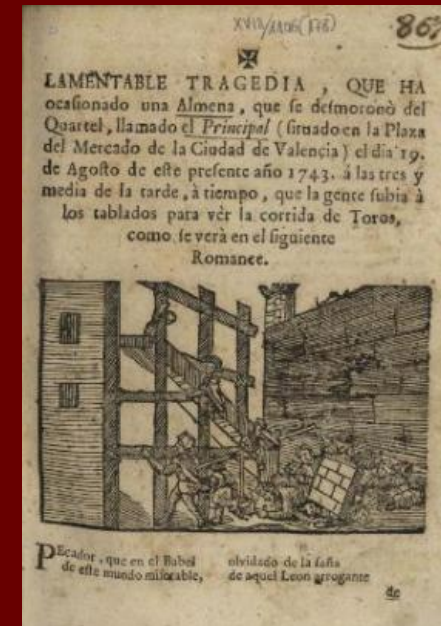 XVIII/1106(178)
86
LAMENTABLE TRAGEDIA, QUE HA
ocaſionado una Almena, que ſe deſmoronò del
Quartel, llamado el Principal (ſituado en la Plaza
del Mercado de la Ciudad de Valencia) el dia 19.
de Agoſto de eſte preſente año 1743. á las tres y
media de la tarde, à tiempo, que la gente ſubia à
los tablados para vèr la corrida de Toros,
como ſe verà en el ſiguiente
Romance.
PEcador, que en el Babel
de eſte mundo miſerable,
olvidado de la ſaña
de aquel Leon arrogante
de